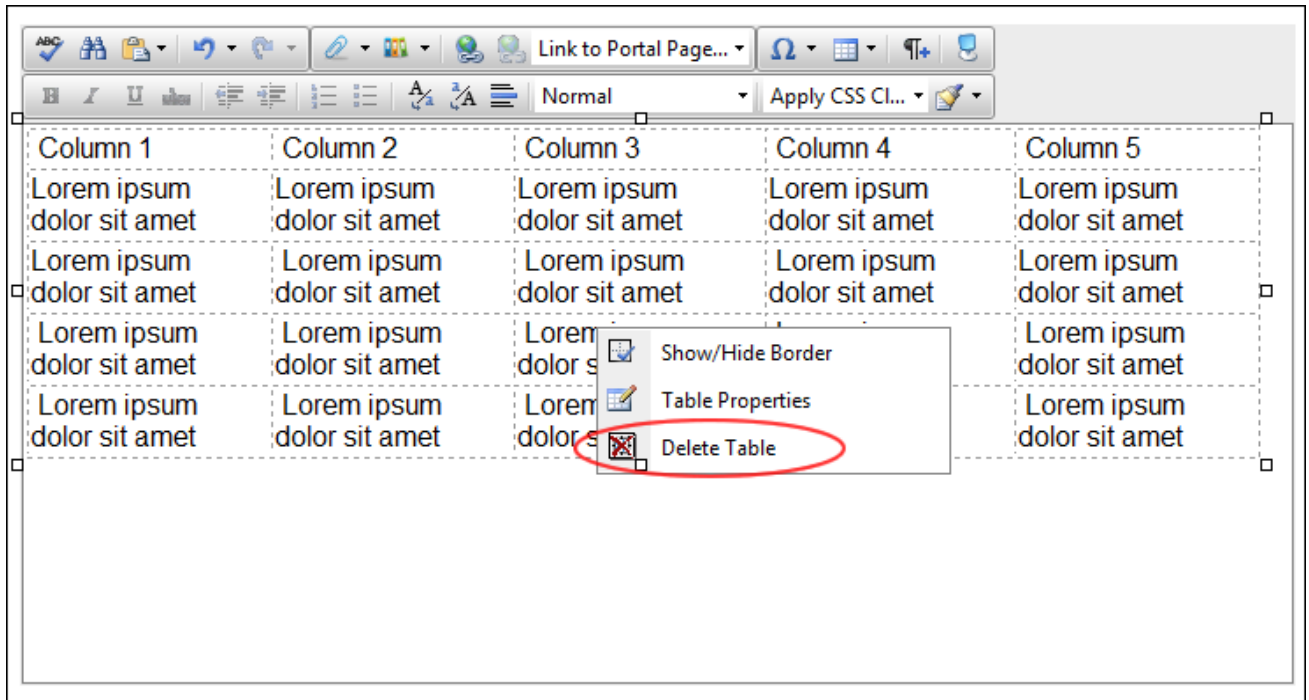 ABC Link to Portal Page... Ω
B I U abc Normal Apply CSS Cl...
Column 1 Column 2 Column 3 Column 4 Column 5
Lorem ipsum Lorem ipsum Lorem ipsum Lorem ipsum Lorem ipsum
dolor sit amet dolor sit amet dolor sit amet dolor sit amet dolor sit amet
Lorem ipsum Lorem ipsum Lorem ipsum Lorem ipsum Lorem ipsum
dolor sit amet dolor sit amet dolor sit amet dolor sit amet dolor sit amet
Lorem ipsum Lorem ipsum Lorem Lorem ipsum
Show/Hide Border
dolor sit amet dolor sit amet dolor s dolor sit amet
Table Properties
Lorem ipsum Lorem ipsum Lorem Lorem ipsum
dolor sit amet dolor sit amet dolor s dolor sit amet
Delete Table